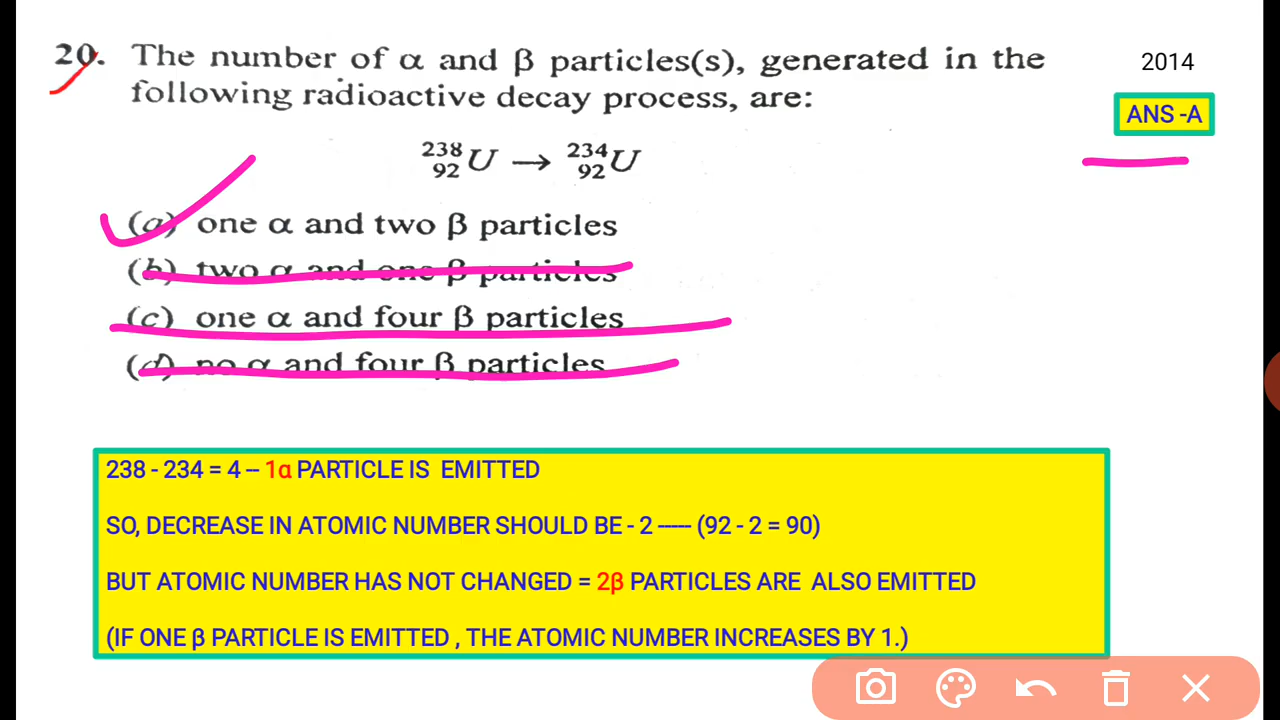 20. The number of α and β particles(s), generated in the
following radioactive decay process, are:
2014
ANS -A
²³⁸₉₂U → ²³⁴₉₂U
(a) one α and two β particles
(b) two α and one β particles
(c) one α and four β particles
(d) no α and four β particles
238 - 234 = 4 -- 1α PARTICLE IS EMITTED
SO, DECREASE IN ATOMIC NUMBER SHOULD BE - 2 ----- (92 - 2 = 90)
BUT ATOMIC NUMBER HAS NOT CHANGED = 2β PARTICLES ARE ALSO EMITTED
(IF ONE β PARTICLE IS EMITTED , THE ATOMIC NUMBER INCREASES BY 1.)